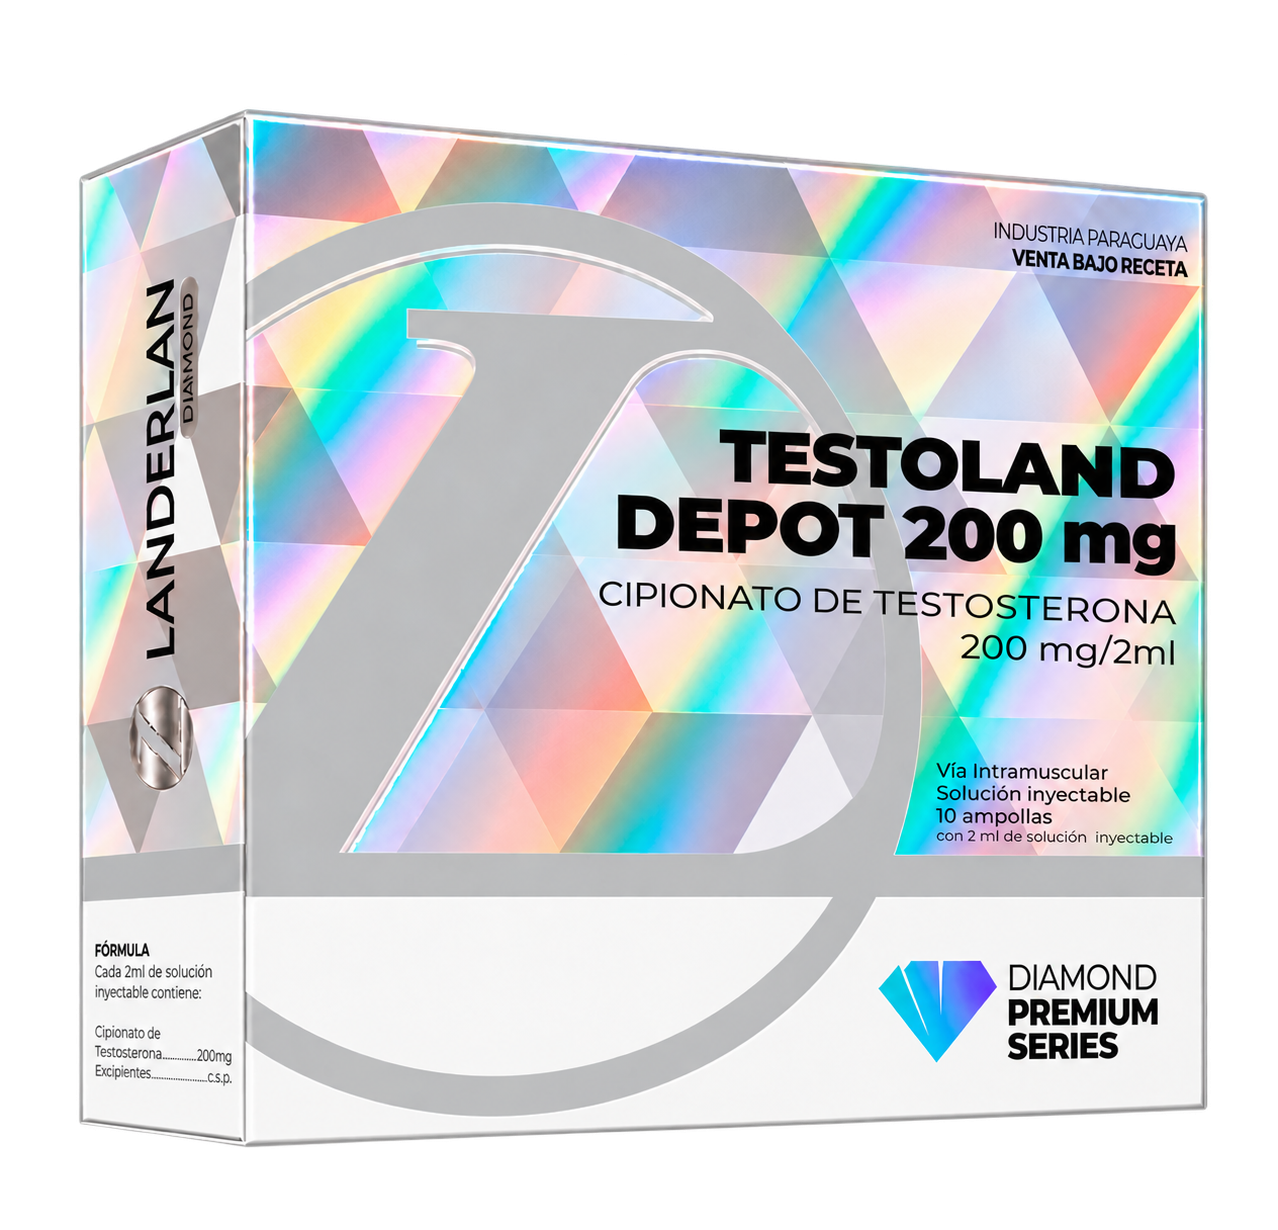 LANDERLAN
DIAMOND
FÓRMULA
Cada 2ml de solución
inyectable contiene:
Cipionato de
Testosterona.............200mg
Excipientes......................c.s.p.
INDUSTRIA PARAGUAYA
VENTA BAJO RECETA
TESTOLAND
DEPOT 200 mg
CIPIONATO DE TESTOSTERONA
200 mg/2ml
Vía Intramuscular
Solución inyectable
10 ampollas
con 2 ml de solución inyectable
DIAMOND
PREMIUM
SERIES